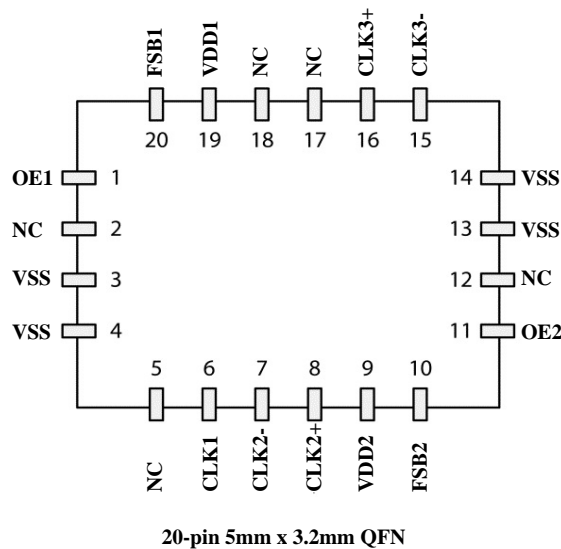 FSB1 VDD1 NC NC CLK3+ CLK3-
20 19 18 17 16 15
OE1 1 14 VSS
NC 2 13 VSS
VSS 3 12 NC
VSS 4 11 OE2
5 6 7 8 9 10
NC CLK1 CLK2- CLK2+ VDD2 FSB2
20-pin 5mm x 3.2mm QFN